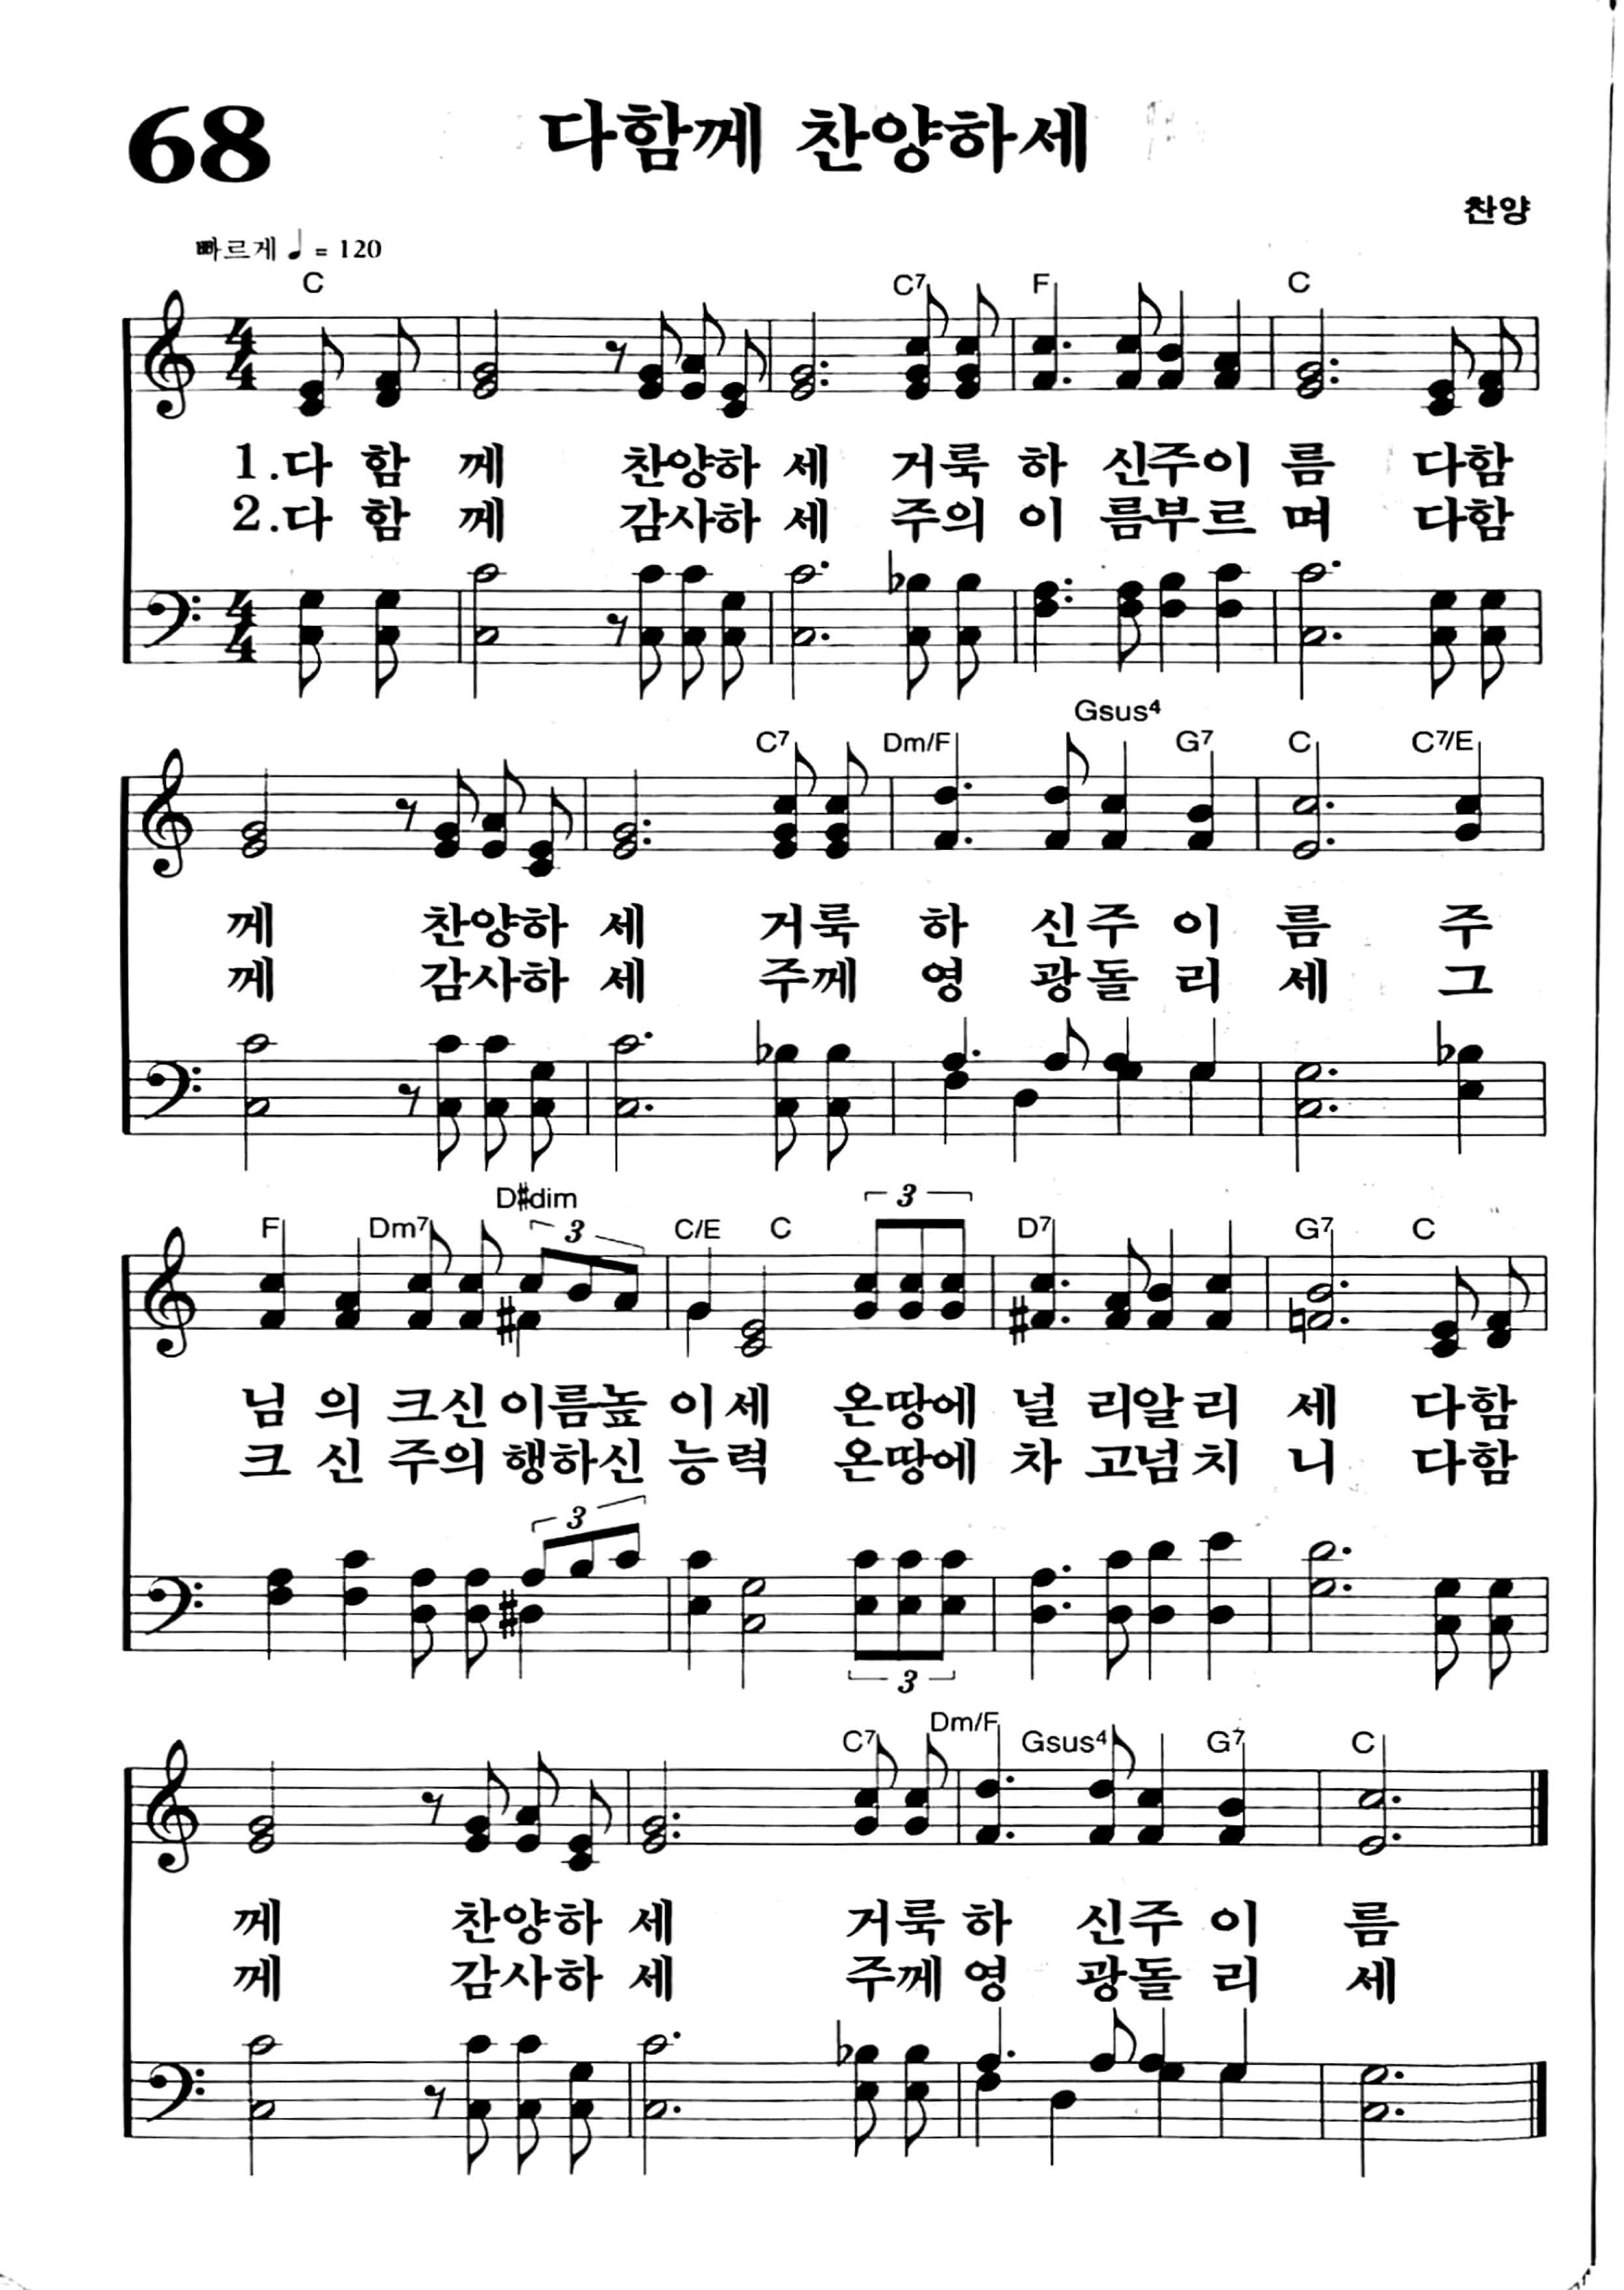 68
다함께 찬양하세
찬양
빠르게 ♩ = 120
C C7 F C
1.다 함 께 찬양하 세 거룩 하 신주이 름 다함
2.다 함 께 감사하 세 주의 이 름부르 며 다함
Gsus4
C7 Dm/F G7 C C7/E
께 찬양하 세 거룩 하 신주 이 름 주
께 감사하 세 주께 영 광돌 리 세 그
D#dim 3
F Dm7 3 C/E C D7 G7 C
님 의 크신 이름높 이세 온땅에 널 리알리 세 다함
크 신 주의 행하신 능력 온땅에 차 고넘치 니 다함
3
3
Dm/F
C7 Gsus4 G7 C
께 찬양하 세 거룩 하 신주 이 름
께 감사하 세 주께 영 광돌 리 세